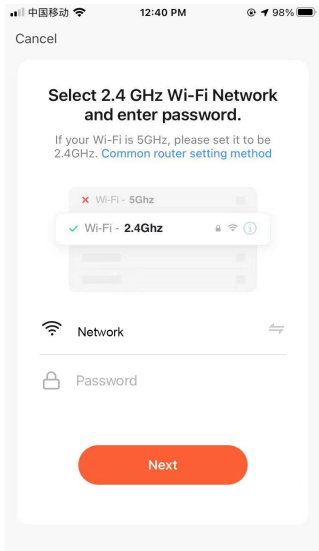 中国移动 12:40 PM 98%
Cancel
Select 2.4 GHz Wi-Fi Network
and enter password.
If your Wi-Fi is 5GHz, please set it to be
2.4GHz. Common router setting method
Wi-Fi - 5Ghz
Wi-Fi - 2.4Ghz
Network
Password
Next